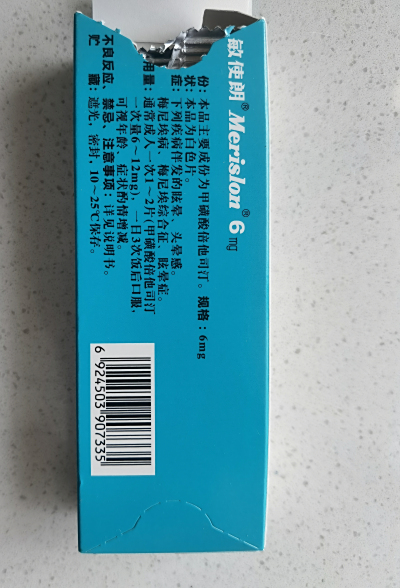 敏使朗® Merislon® 6mg
份：本品主要成份为甲磺酸倍他司汀。 规格：6mg
状：本品为白色片。
症：下列疾病伴发的眩晕、头晕感。
梅尼埃病、梅尼埃综合征、眩晕症。
用量：通常成人一次1～2片(甲磺酸倍他司汀
一次量6～12mg)，一日3次饭后口服，
可视年龄、症状酌情增减。
不良反应、禁忌、注意事项：详见说明书。
贮 藏：遮光，密封，10～25℃保存。
6 924503 907335